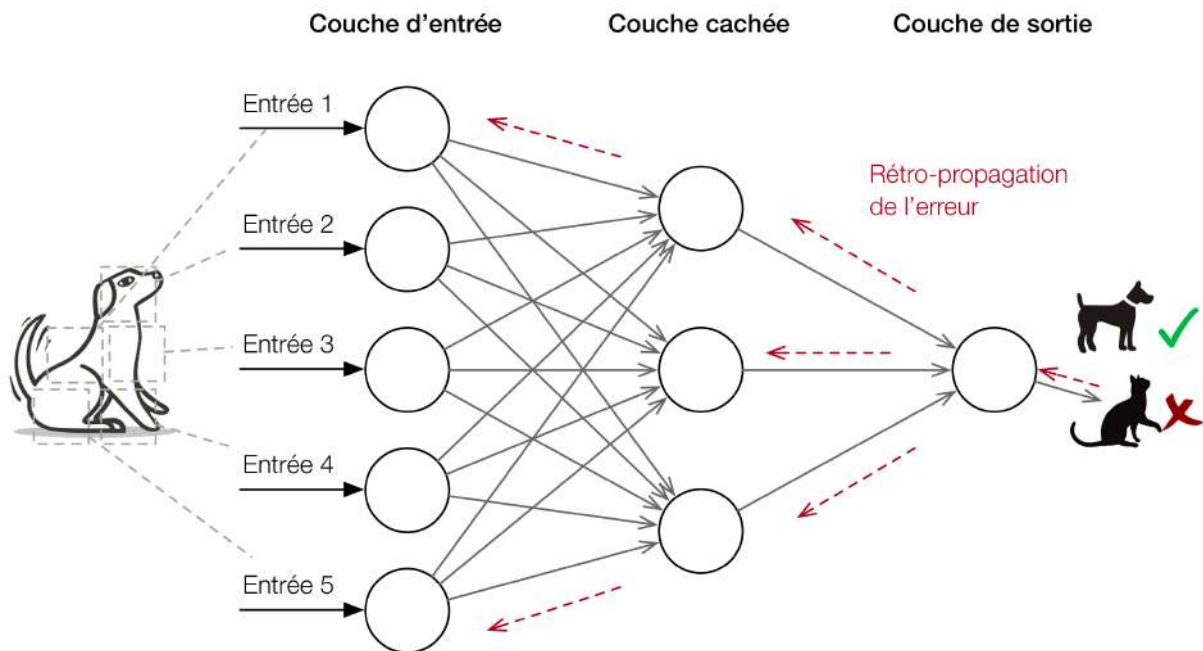 Couche d’entrée
Couche cachée
Couche de sortie
Entrée 1
Entrée 2
Entrée 3
Entrée 4
Entrée 5
Rétro-propagation
de l’erreur